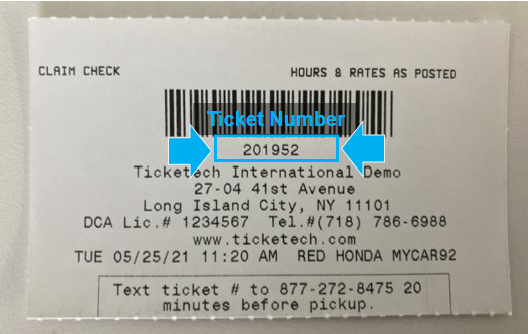 CLAIM CHECK HOURS & RATES AS POSTED
Ticket Number
201952
Ticketech International Demo
27-04 41st Avenue
Long Island City, NY 11101
DCA Lic.# 1234567 Tel.#(718) 786-6988
www.ticketech.com
TUE 05/25/21 11:20 AM RED HONDA MYCAR92
Text ticket # to 877-272-8475 20
minutes before pickup.